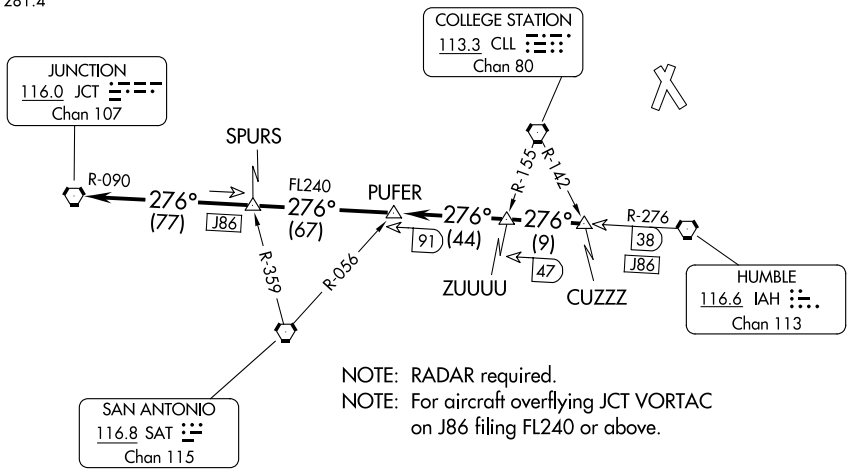 281.4
COLLEGE STATION
113.3 CLL
Chan 80
JUNCTION
116.0 JCT
Chan 107
SPURS
R-090
276°
(77)
J86
FL240
276°
(67)
PUFER
91
276°
(44)
R-155
R-142
276°
(9)
47
ZUUUU
CUZZZ
R-276
38
J86
HUMBLE
116.6 IAH
Chan 113
R-359
R-056
SAN ANTONIO
116.8 SAT
Chan 115
NOTE: RADAR required.
NOTE: For aircraft overflying JCT VORTAC
on J86 filing FL240 or above.